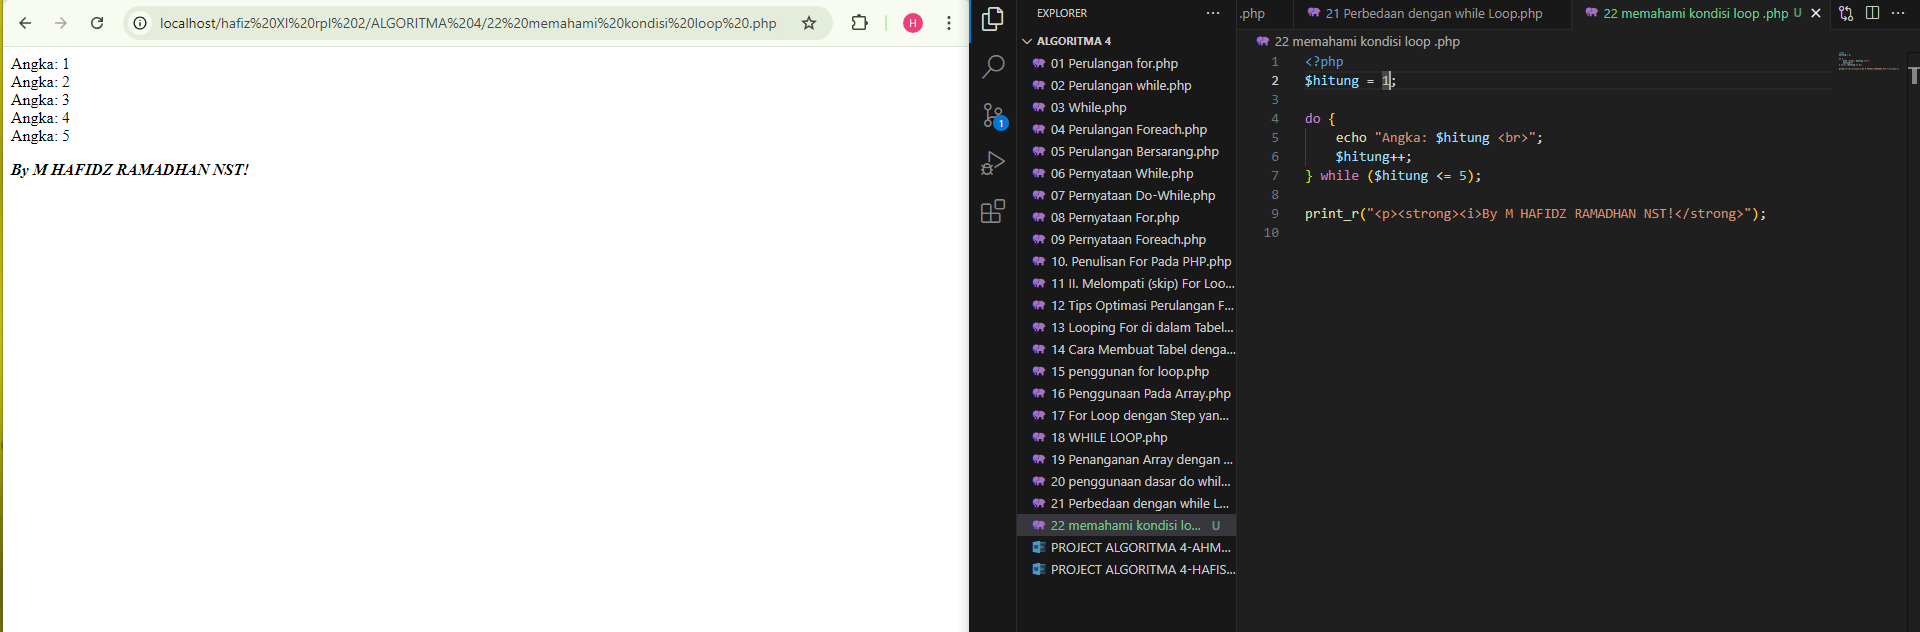 localhost/hafiz%20XI%20rpl%202/ALGORITMA%204/22%20memahami%20kondisi%20loop%20.php
H
Angka: 1
Angka: 2
Angka: 3
Angka: 4
Angka: 5
By M HAFIDZ RAMADHAN NST!
1
EXPLORER
ALGORITMA 4
01 Perulangan for.php
02 Perulangan while.php
03 While.php
04 Perulangan Foreach.php
05 Perulangan Bersarang.php
06 Pernyataan While.php
07 Pernyataan Do-While.php
08 Pernyataan For.php
09 Pernyataan Foreach.php
10. Penulisan For Pada PHP.php
11 II. Melompati (skip) For Loo...
12 Tips Optimasi Perulangan F...
13 Looping For di dalam Tabel...
14 Cara Membuat Tabel denga...
15 penggunan for loop.php
16 Penggunaan Pada Array.php
17 For Loop dengan Step yan...
18 WHILE LOOP.php
19 Penanganan Array dengan ...
20 penggunaan dasar do whil...
21 Perbedaan dengan while L...
22 memahami kondisi lo... U
PROJECT ALGORITMA 4-AHM...
PROJECT ALGORITMA 4-HAFIS...
.php
21 Perbedaan dengan while Loop.php
22 memahami kondisi loop .php U
22 memahami kondisi loop .php
1 <?php
2 $hitung = 1;
3
4 do {
5 echo "Angka: $hitung <br>";
6 $hitung++;
7 } while ($hitung <= 5);
8
9 print_r("<p><strong><i>By M HAFIDZ RAMADHAN NST!</strong>");
10